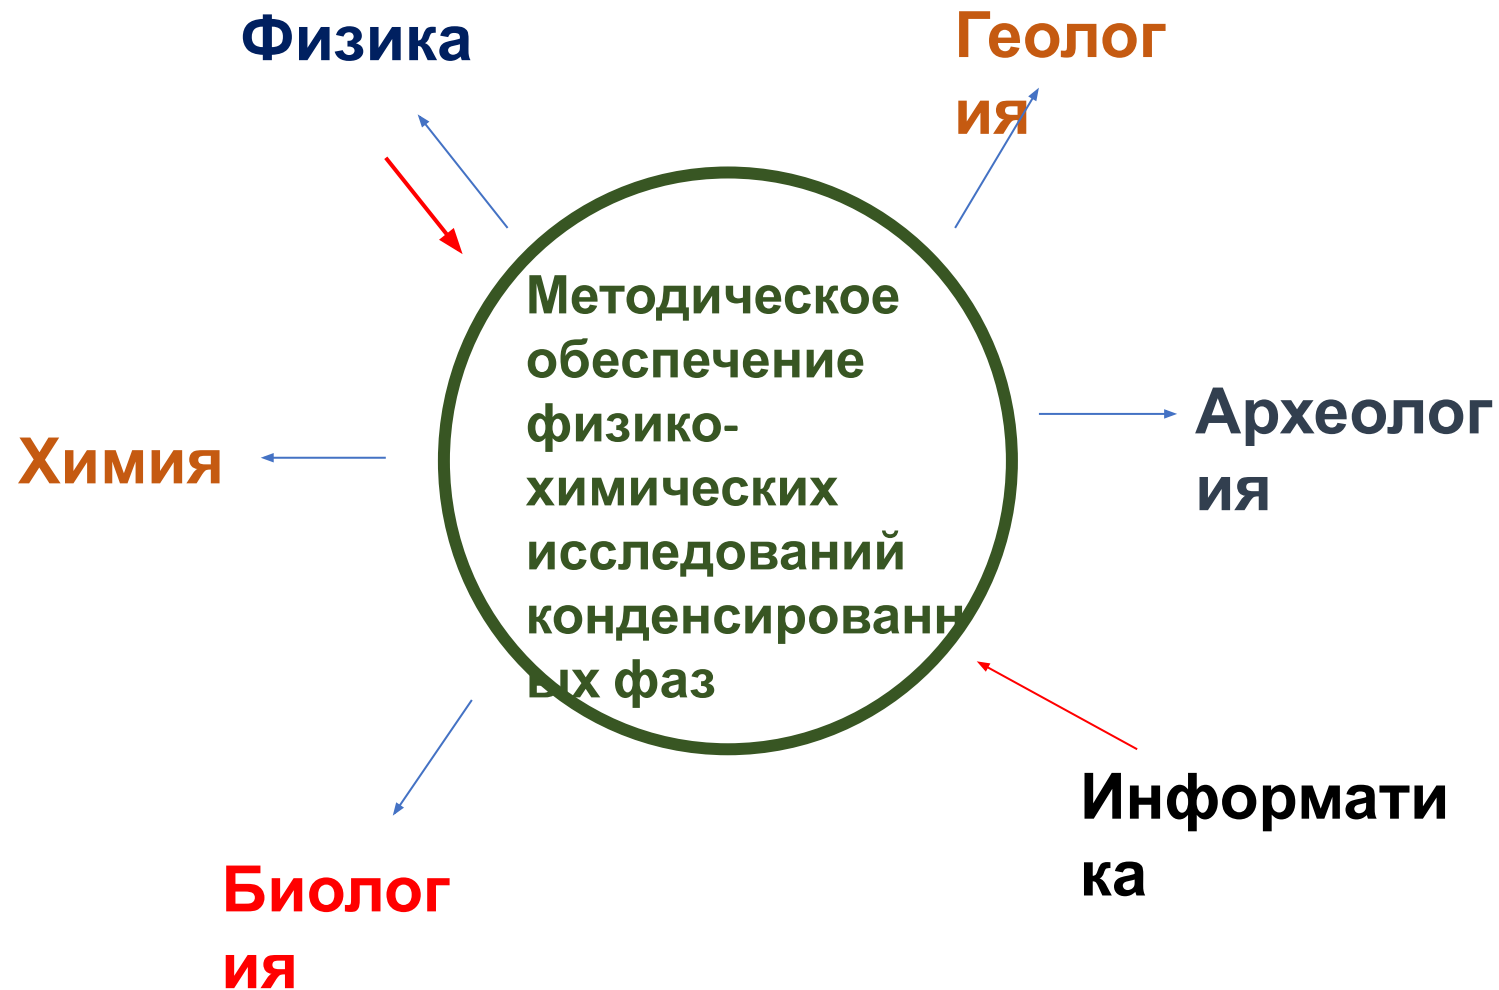 Физика
Геолог
ия
Методическое
обеспечение
физико-
химических
исследований
конденсированн
ых фаз
Археолог
ия
Химия
Информати
ка
Биолог
ия